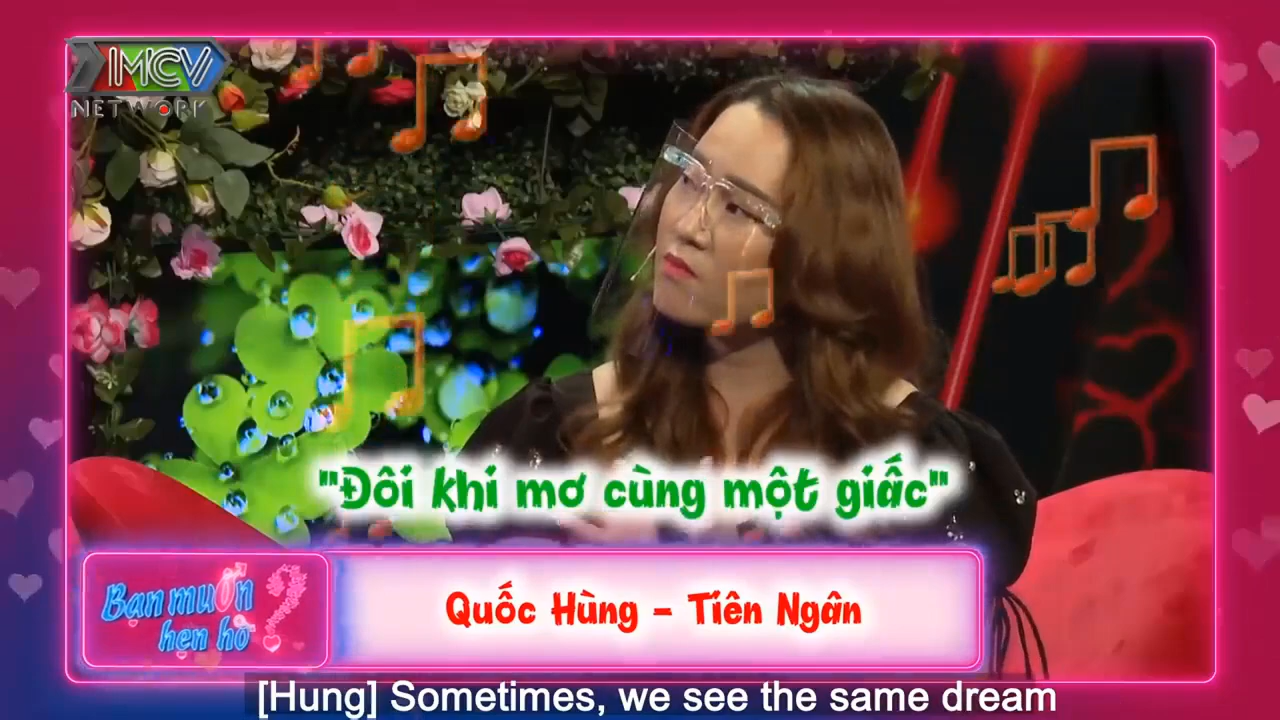 MCV
NETWORK
"Đôi khi mơ cùng một giấc"
Bạn muốn
hẹn hò
?
Quốc Hùng – Tiên Ngân
[Hung] Sometimes, we see the same dream